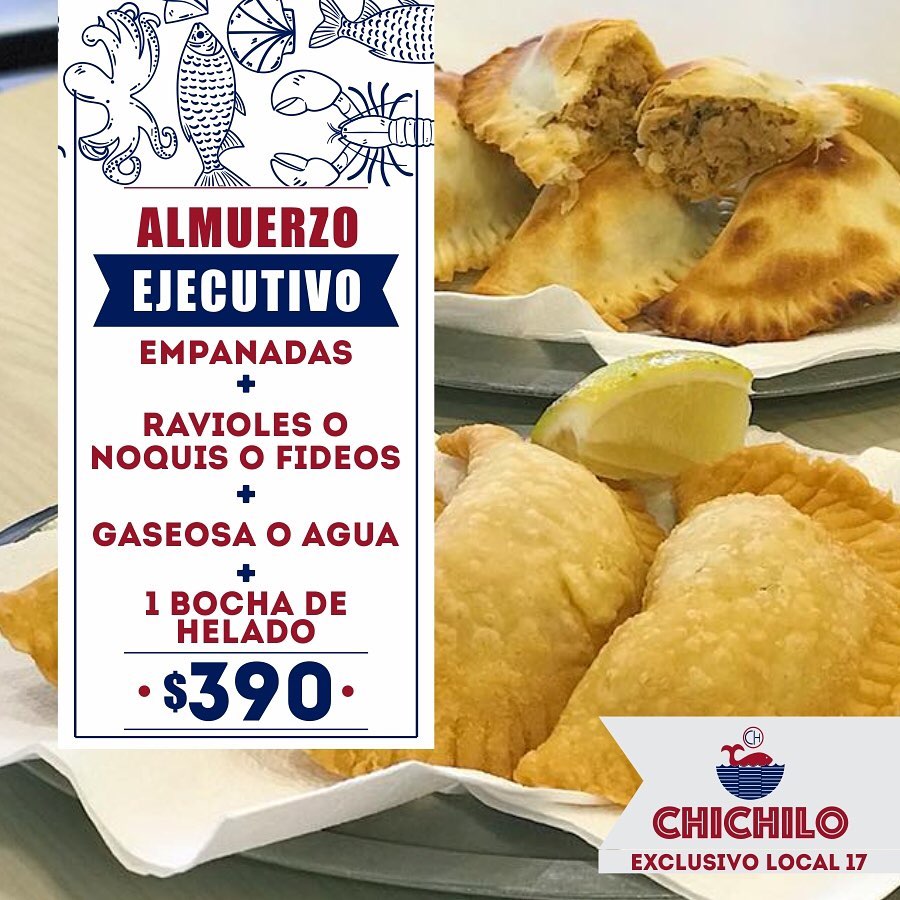 ALMUERZO
EJECUTIVO
EMPANADAS
+
RAVIOLES O
NOQUIS O FIDEOS
+
GASEOSA O AGUA
+
1 BOCHA DE
HELADO
• $390 •
CH
CHICHILO
EXCLUSIVO LOCAL 17